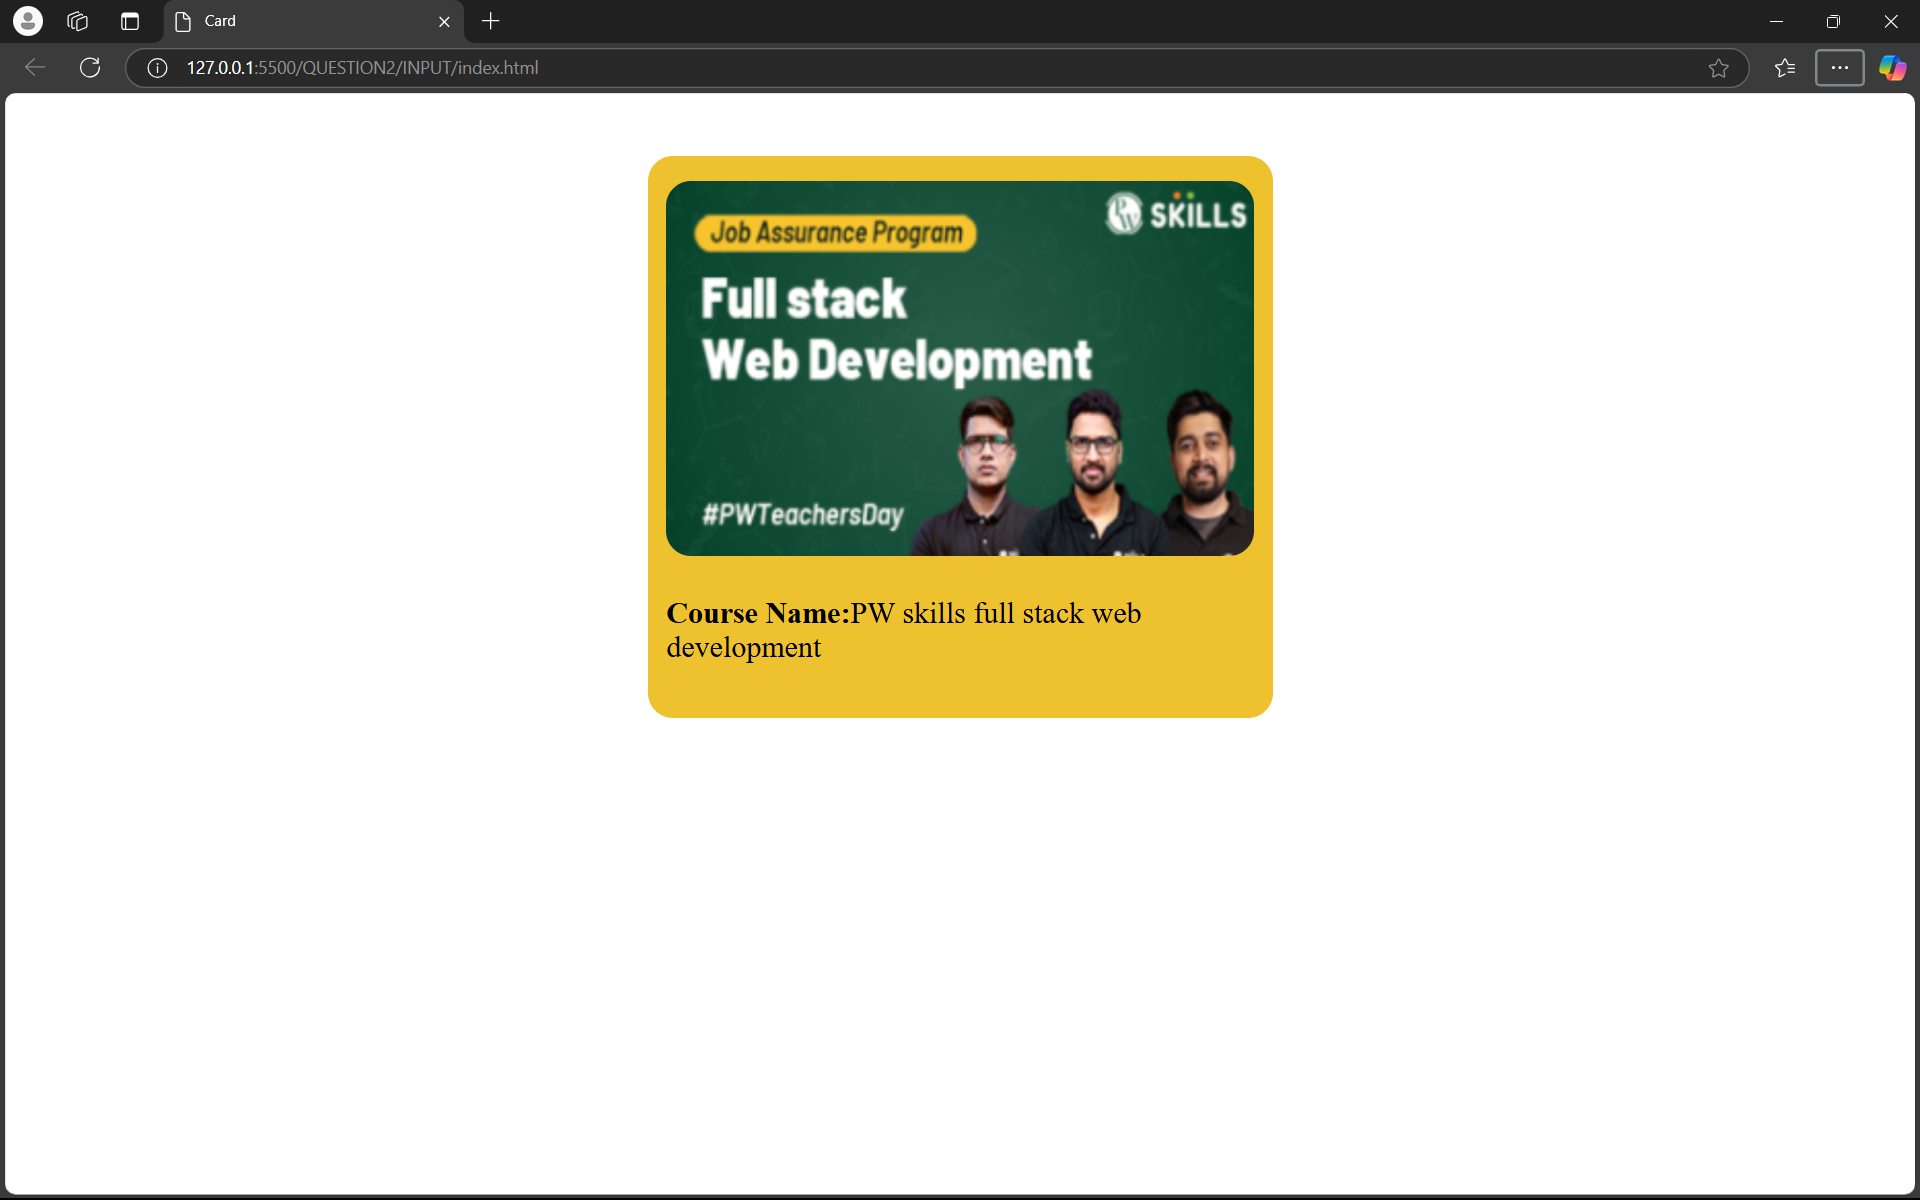 Card
127.0.0.1:5500/QUESTION2/INPUT/index.html
PW SKILLS
Job Assurance Program
Full stack
Web Development
#PWTeachersDay
Course Name:PW skills full stack web
development